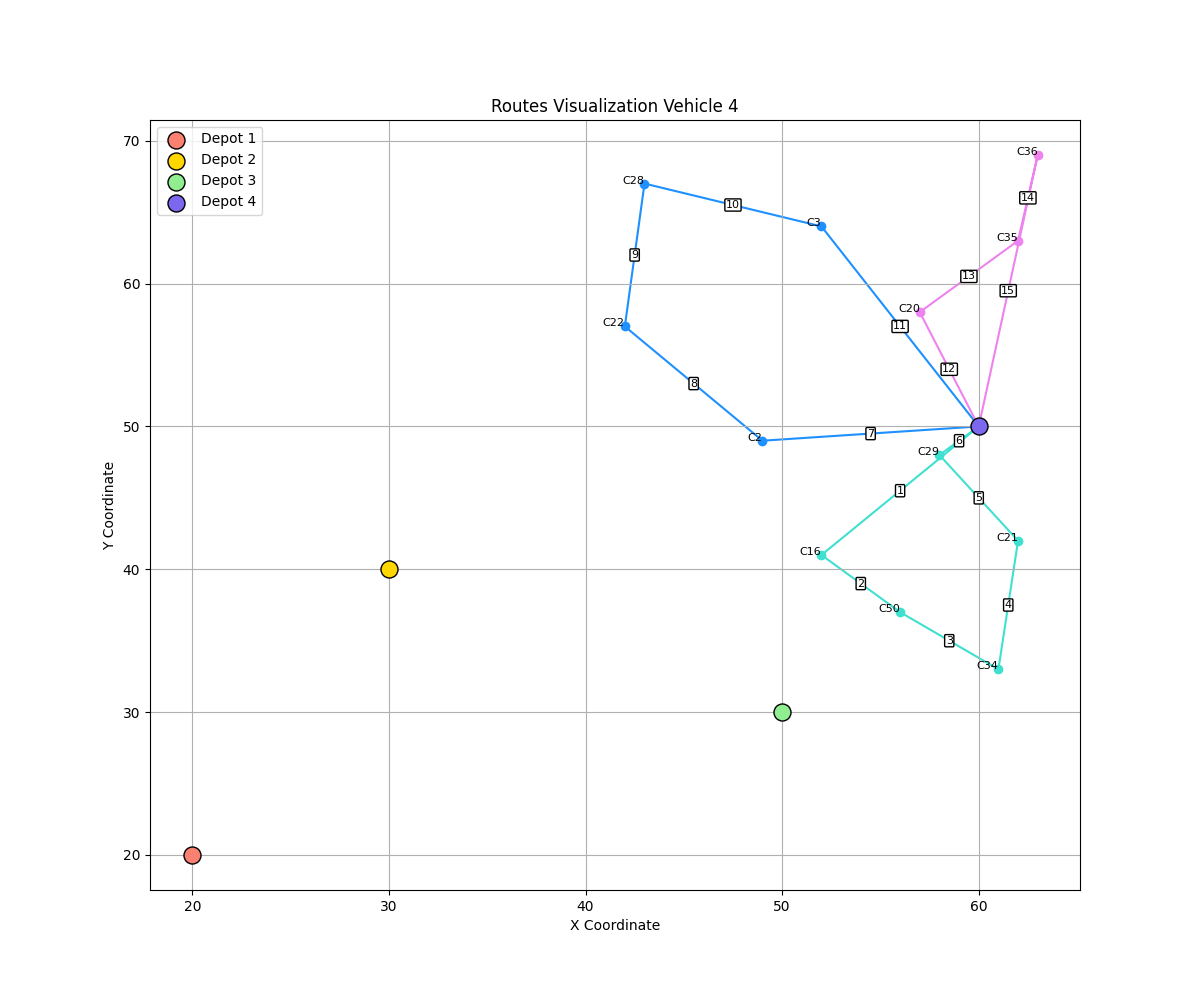 Routes Visualization Vehicle 4
Depot 1
Depot 2
Depot 3
Depot 4
70
60
50
40
30
20
Y Coordinate
C36
14
C28
10
C3
C35
9
13
15
C20
C22
11
12
8
C2
7
6
C29
1
5
C21
C16
2
C50
4
3
C34
20
30
40
50
60
X Coordinate